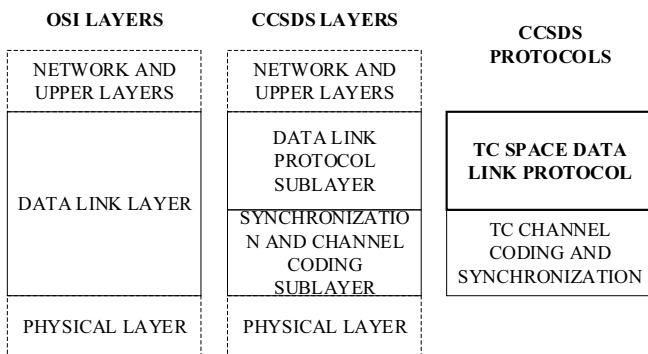 OSI LAYERS
NETWORK AND
UPPER LAYERS
DATA LINK LAYER
PHYSICAL LAYER
CCSDS LAYERS
NETWORK AND
UPPER LAYERS
DATA LINK
PROTOCOL
SUBLAYER
SYNCHRONIZATIO
N AND CHANNEL
CODING
SUBLAYER
PHYSICAL LAYER
CCSDS
PROTOCOLS
TC SPACE DATA
LINK PROTOCOL
TC CHANNEL
CODING AND
SYNCHRONIZATION